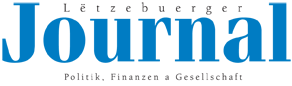 Lëtzebuerger
Journal
Politik, Finanzen a Gesellschaft